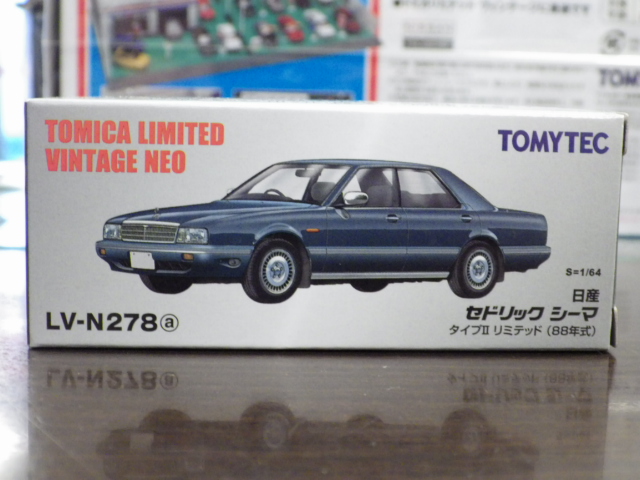 TOMICA LIMITED
VINTAGE NEO
TOMYTEC
S=1/64
日産
セドリック シーマ
タイプII リミテッド (88年式)
LV-N278ⓐ